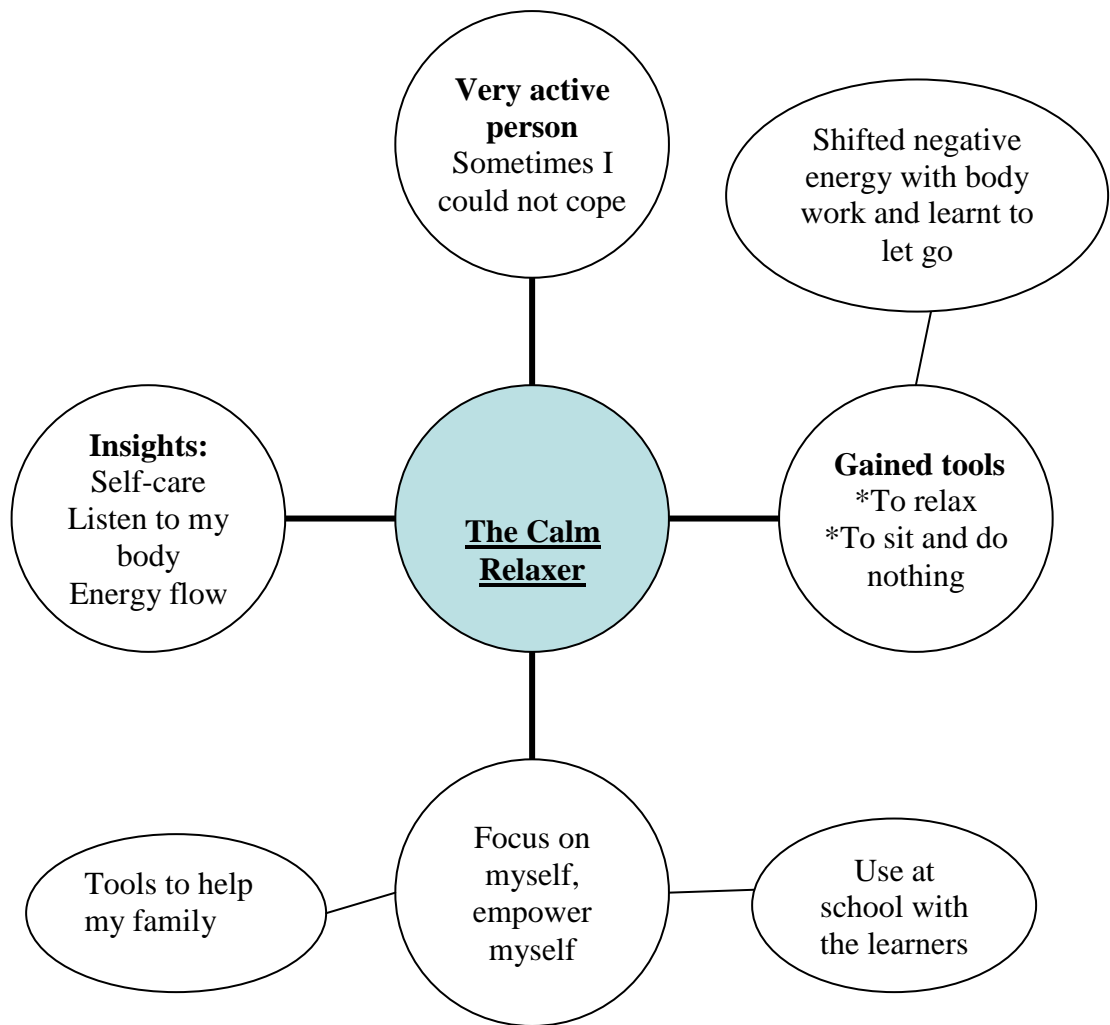 Very active
person
Sometimes I
could not cope
Shifted negative
energy with body
work and learnt to
let go
Insights:
Self-care
Listen to my
body
Energy flow
The Calm
Relaxer
Gained tools
*To relax
*To sit and do
nothing
Tools to help
my family
Focus on
myself,
empower
myself
Use at
school with
the learners